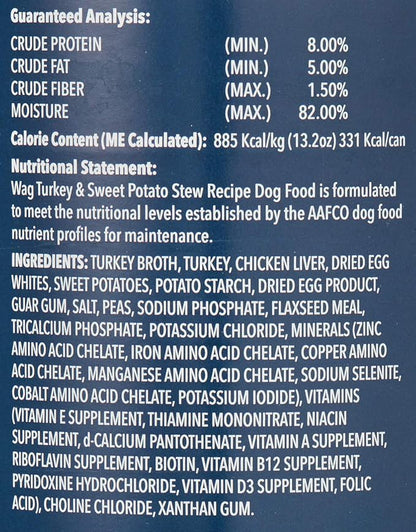 Guaranteed Analysis:
CRUDE PROTEIN (MIN.) 8.00%
CRUDE FAT (MIN.) 5.00%
CRUDE FIBER (MAX.) 1.50%
MOISTURE (MAX.) 82.00%
Calorie Content (ME Calculated): 885 Kcal/kg (13.2oz) 331 Kcal/can
Nutritional Statement:
Wag Turkey & Sweet Potato Stew Recipe Dog Food is formulated
to meet the nutritional levels established by the AAFCO dog food
nutrient profiles for maintenance.
INGREDIENTS: TURKEY BROTH, TURKEY, CHICKEN LIVER, DRIED EGG
WHITES, SWEET POTATOES, POTATO STARCH, DRIED EGG PRODUCT,
GUAR GUM, SALT, PEAS, SODIUM PHOSPHATE, FLAXSEED MEAL,
TRICALCIUM PHOSPHATE, POTASSIUM CHLORIDE, MINERALS (ZINC
AMINO ACID CHELATE, IRON AMINO ACID CHELATE, COPPER AMINO
ACID CHELATE, MANGANESE AMINO ACID CHELATE, SODIUM SELENITE,
COBALT AMINO ACID CHELATE, POTASSIUM IODIDE), VITAMINS
(VITAMIN E SUPPLEMENT, THIAMINE MONONITRATE, NIACIN
SUPPLEMENT, d-CALCIUM PANTOTHENATE, VITAMIN A SUPPLEMENT,
RIBOFLAVIN SUPPLEMENT, BIOTIN, VITAMIN B12 SUPPLEMENT,
PYRIDOXINE HYDROCHLORIDE, VITAMIN D3 SUPPLEMENT, FOLIC
ACID), CHOLINE CHLORIDE, XANTHAN GUM.